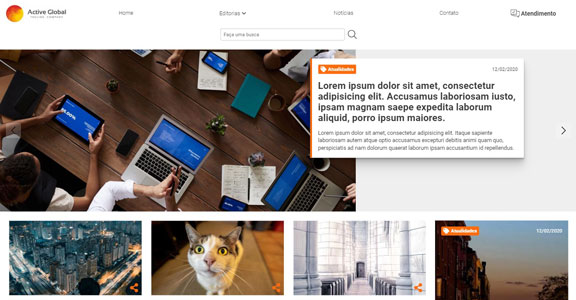 Active Global
Home
Editorias
Notícias
Contato
Atendimento
Faça uma busca
Atualidades
12/02/2020
Lorem ipsum dolor sit amet, consectetur
adipisicing elit. Accusamus laboriosam iusto,
ipsam magnam saepe expedita laborum
aliquid, porro ipsum maiores.
Lorem ipsum dolor sit amet, consectetur adipisicing elit. Itaque sapiente
laboriosam autem atque optio accusamus excepturi debitis animi quam quo,
perspiciatis ad nam dolorum quaerat laborum ipsam accusantium id repellendus.
Atualidades
12/02/2020